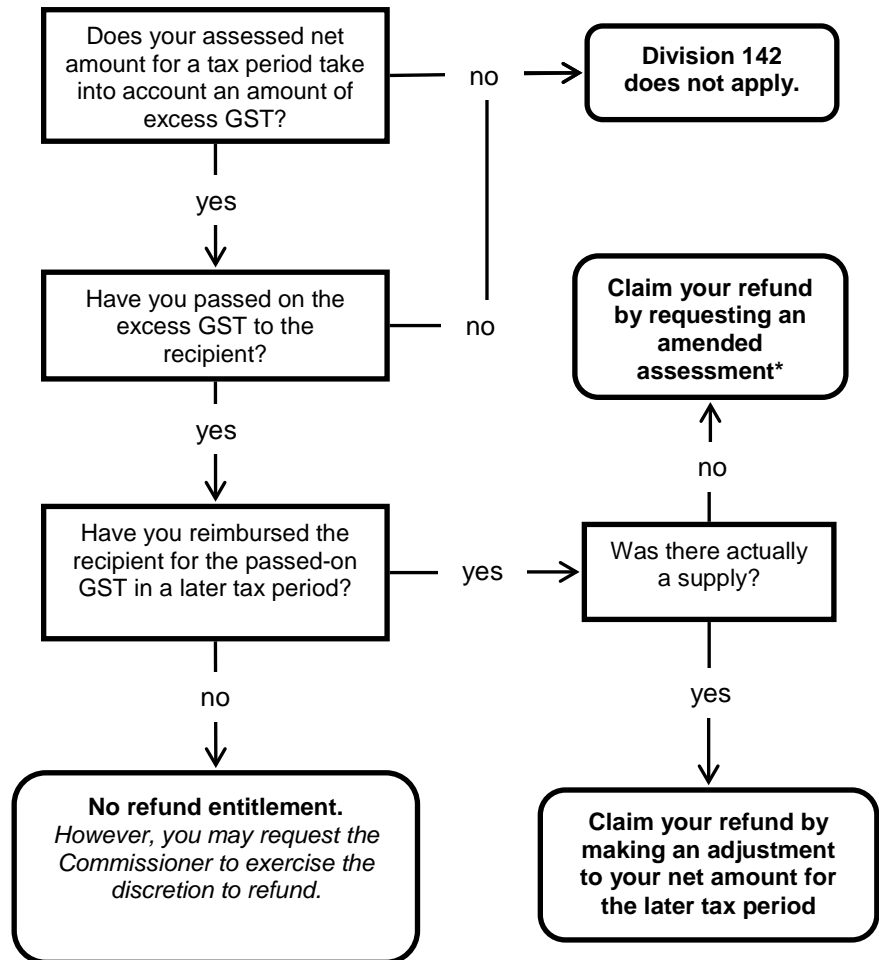 Does your assessed net
amount for a tax period take
into account an amount of
excess GST?
no
Division 142
does not apply.
yes
Have you passed on the
excess GST to the
recipient?
no
Claim your refund
by requesting an
amended
assessment*
yes
no
Have you reimbursed the
recipient for the passed-on
GST in a later tax period?
yes
Was there actually
a supply?
no
yes
No refund entitlement.
However, you may request the
Commissioner to exercise the
discretion to refund.
Claim your refund by
making an adjustment
to your net amount for
the later tax period